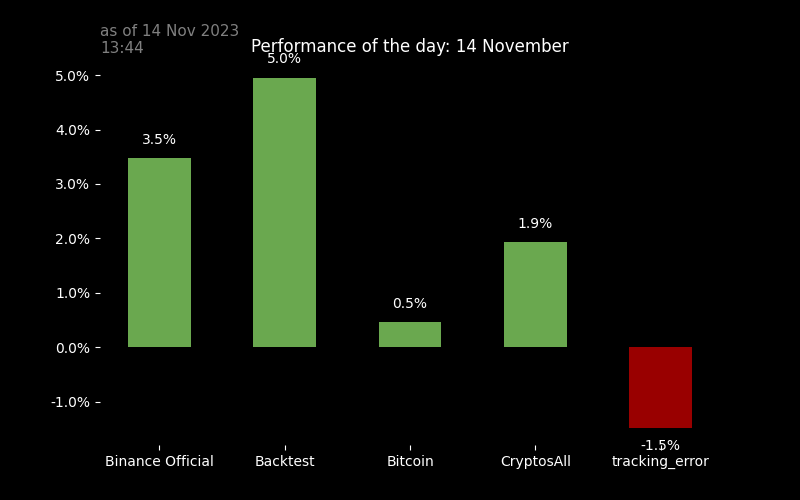 as of 14 Nov 2023
13:44
Performance of the day: 14 November
5.0%
4.0%
3.0%
2.0%
1.0%
0.0%
-1.0%
3.5%
5.0%
0.5%
1.9%
-1.5%
Binance Official
Backtest
Bitcoin
CryptosAll
tracking_error